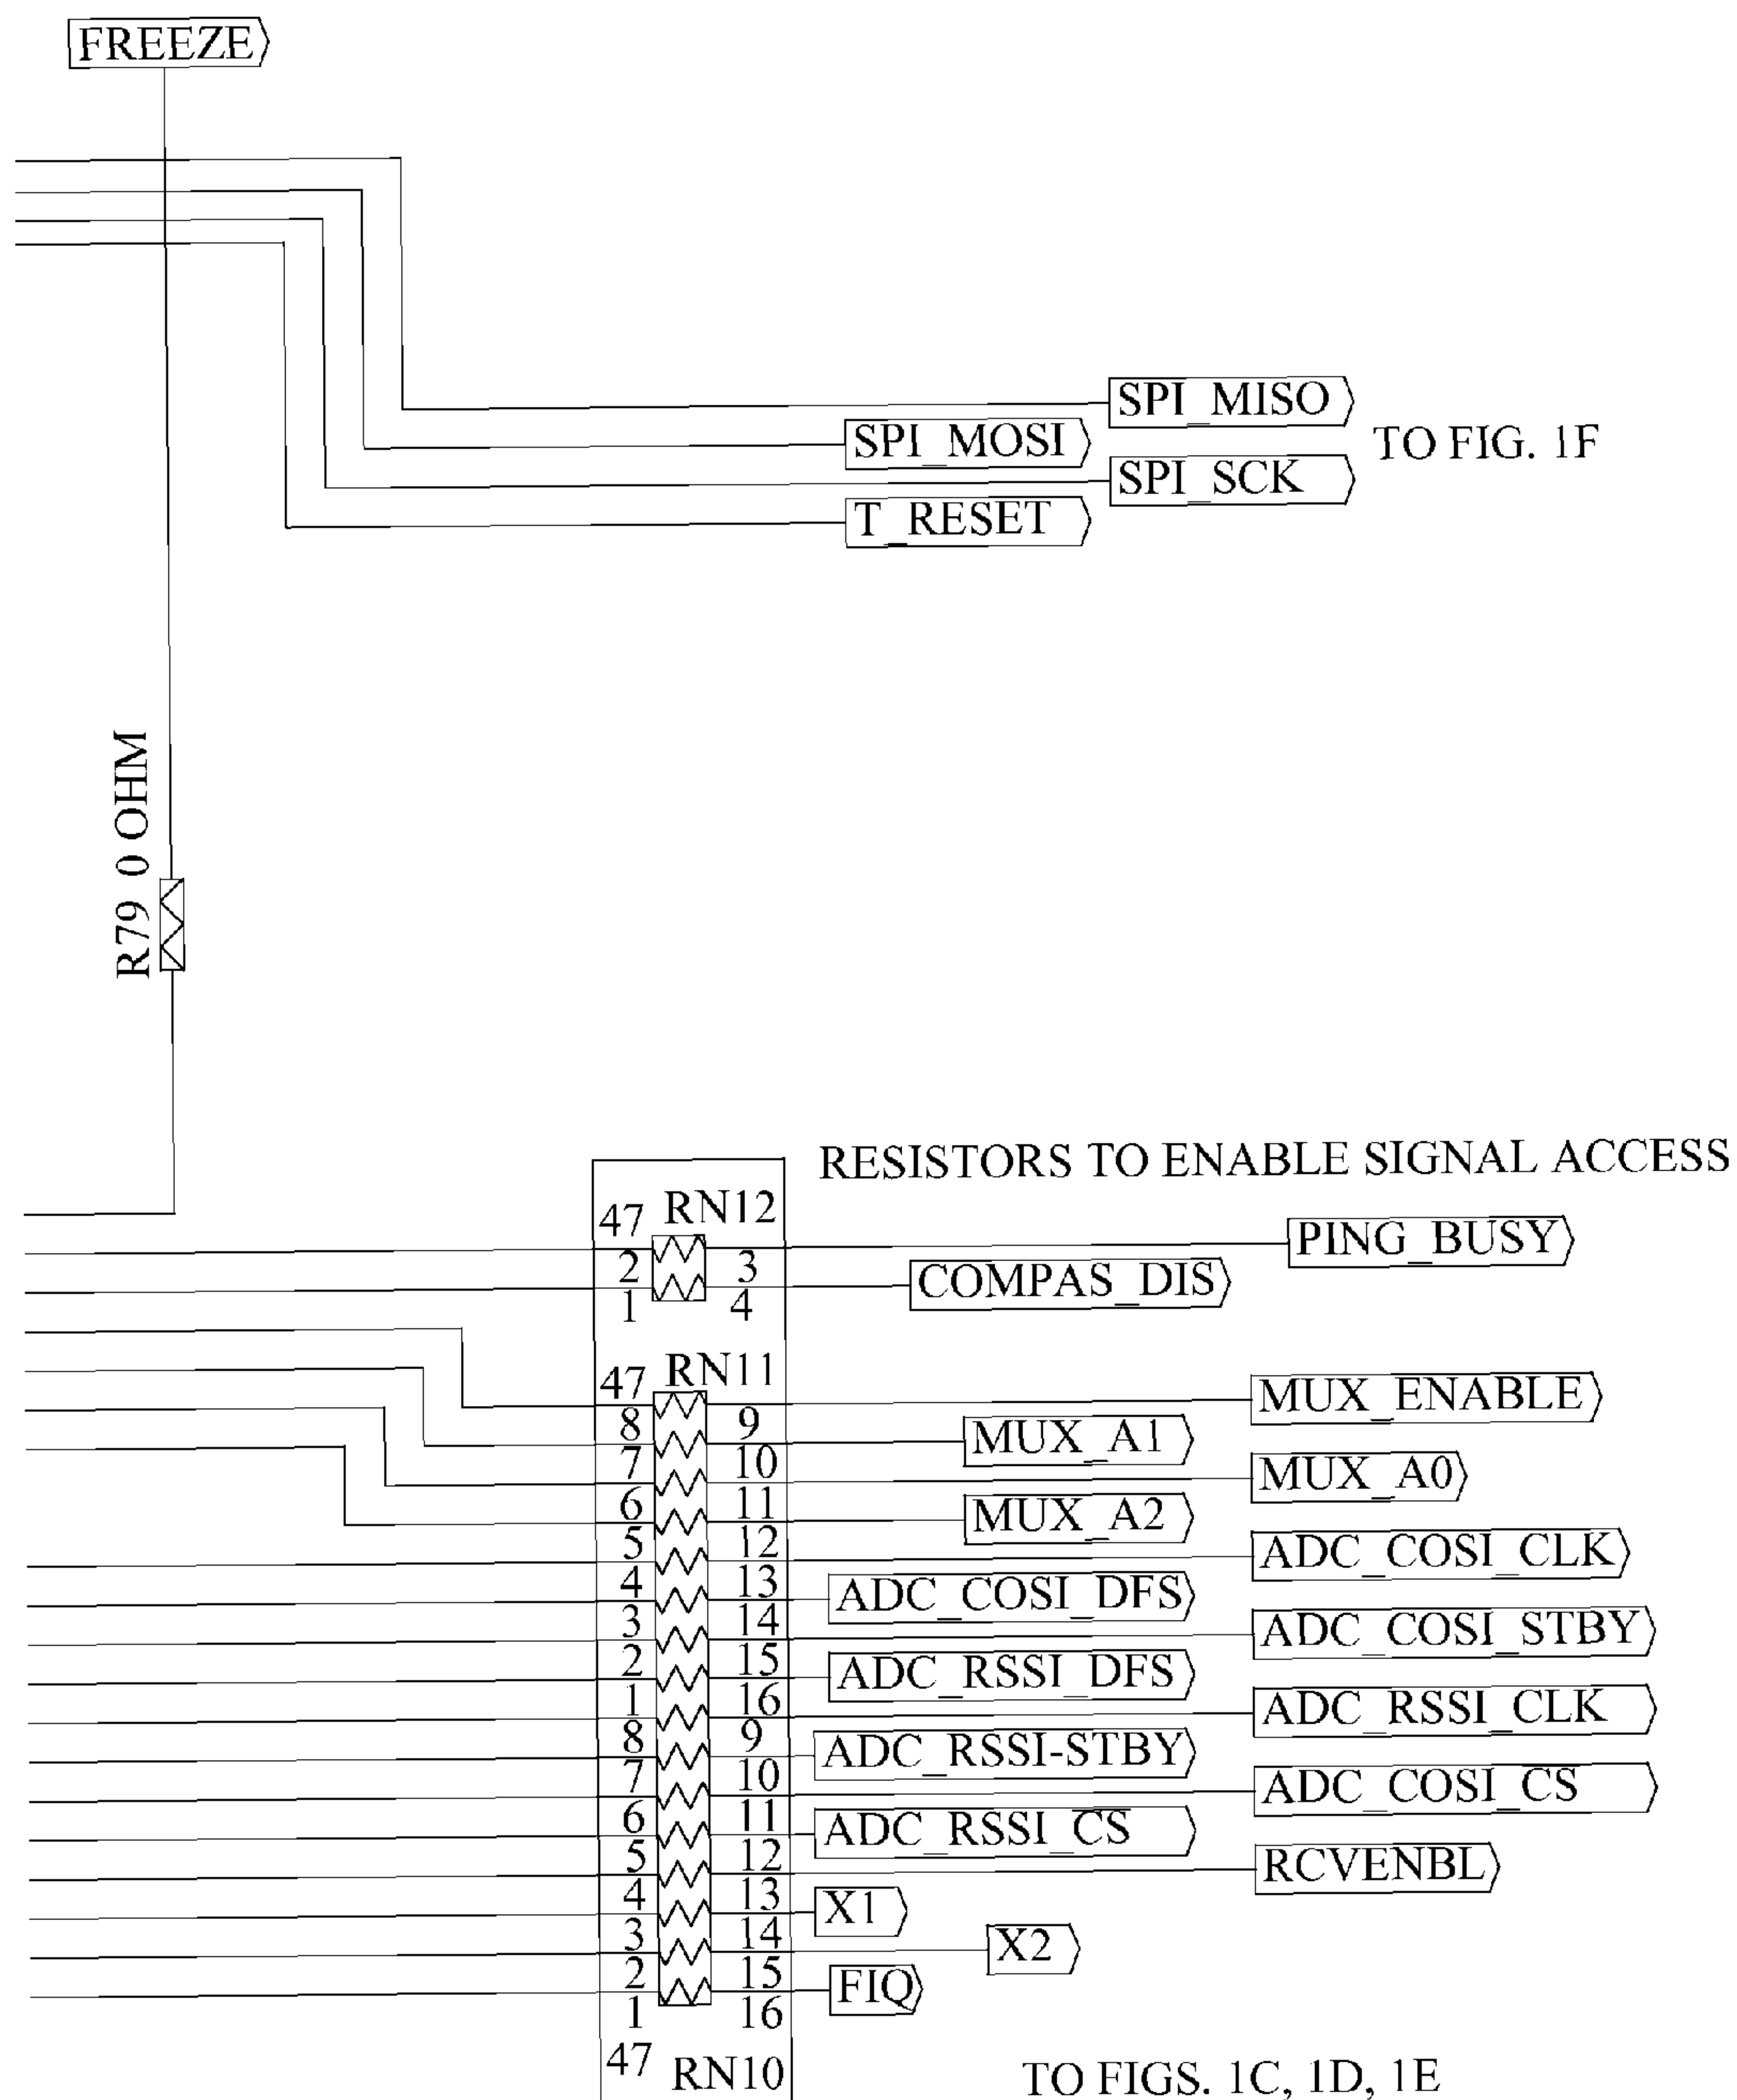 FREEZE
SPI_MISO
SPI_MOSI
TO FIG. 1F
SPI_SCK
T_RESET
R79 0 OHM
RESISTORS TO ENABLE SIGNAL ACCESS
47 RN12
PING_BUSY
2 3
COMPAS_DIS
1 4
47 RN11
MUX_ENABLE
8 9
MUX_A1
7 10
MUX_A0
6 11
MUX_A2
5 12
ADC_COSI_CLK
4 13
ADC_COSI_DFS
3 14
ADC_COSI_STBY
2 15
ADC_RSSI_DFS
1 16
ADC_RSSI_CLK
8 9
ADC_RSSI-STBY
7 10
ADC_COSI_C̅S̅
6 11
ADC_RSSI_C̅S̅
5 12
RCVENBL
4 13
X1
3 14
X2
2 15
FIQ
1 16
47 RN10
TO FIGS. 1C, 1D, 1E